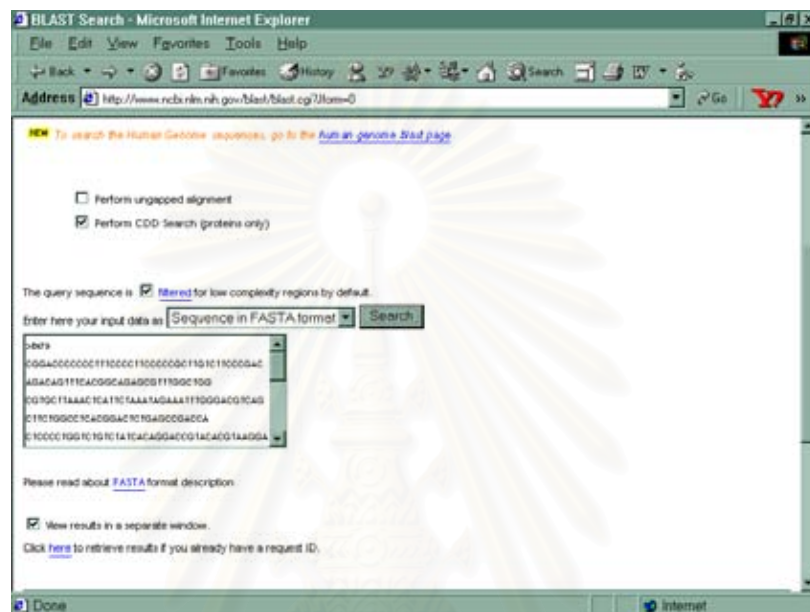 BLAST Search - Microsoft Internet Explorer
File Edit View Favorites Tools Help
Back Favorites History Search
Address http://www.ncbi.nlm.nih.gov/blast/blast.cgi?Jform=0 Go
NEW To search the Human Genome sequences, go to the human genome Blast page
Perform ungapped alignment
Perform CDD Search (proteins only)
The query sequence is filtered for low complexity regions by default.
Enter here your input data as Sequence in FASTA format Search
CGTGCTTAAACTCATTCTAAATAGAAATTTGGGACGTCAG
CTTCTGGCCTCACGGACTCTGAGCCGACCA
CTCCCCTGGTCTGTCTATCACAGGACCGTACACGTAAGGA
Please read about FASTA format description
View results in a separate window.
Click here to retrieve results if you already have a request ID.
Done Internet